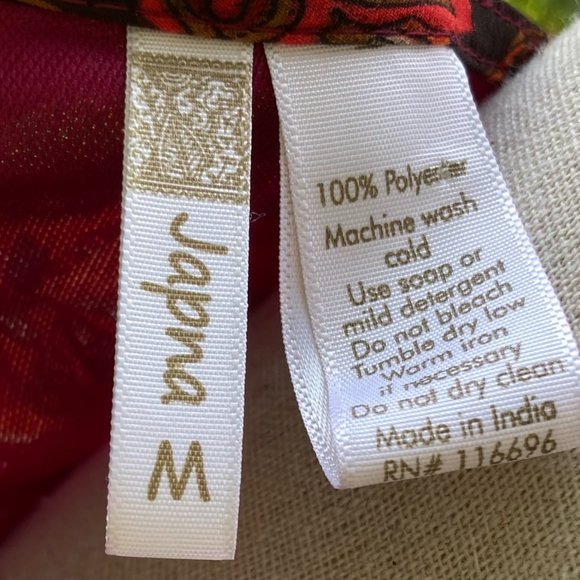 Japna
M
100% Polyester
Machine wash
cold
Use soap or
mild detergent
Do not bleach
Tumble dry low
Warm iron
if necessary
Do not dry clean
Made in India
RN# 116696